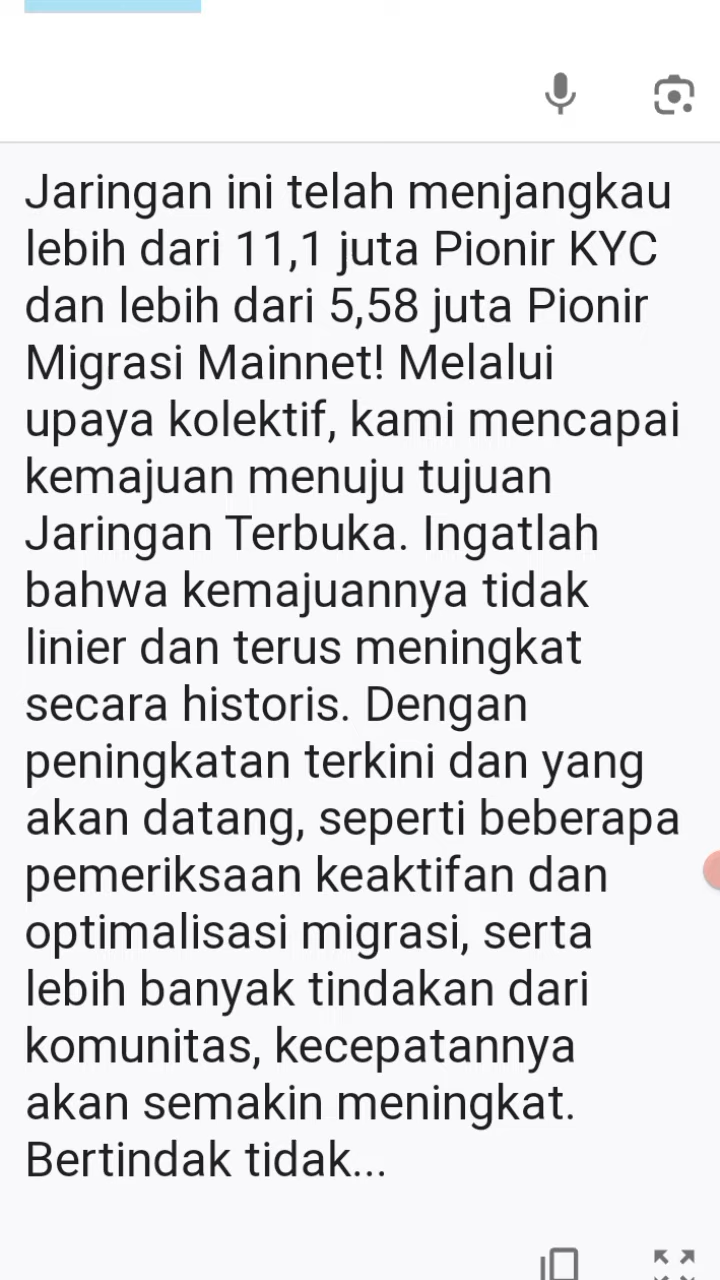 Jaringan ini telah menjangkau
lebih dari 11,1 juta Pionir KYC
dan lebih dari 5,58 juta Pionir
Migrasi Mainnet! Melalui
upaya kolektif, kami mencapai
kemajuan menuju tujuan
Jaringan Terbuka. Ingatlah
bahwa kemajuannya tidak
linier dan terus meningkat
secara historis. Dengan
peningkatan terkini dan yang
akan datang, seperti beberapa
pemeriksaan keaktifan dan
optimalisasi migrasi, serta
lebih banyak tindakan dari
komunitas, kecepatannya
akan semakin meningkat.
Bertindak tidak...